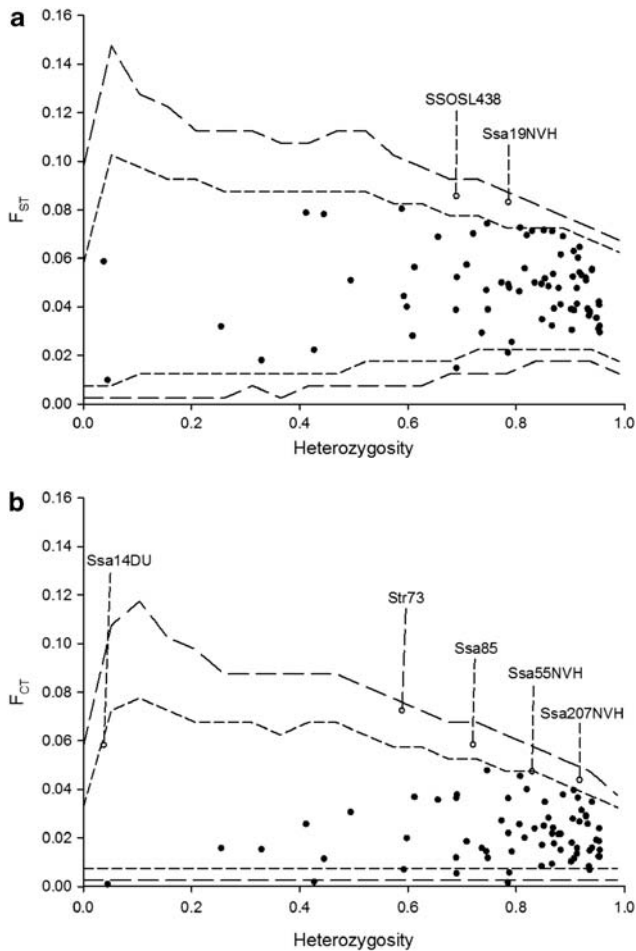 a
0.16
0.14
0.12
0.10
0.08
0.06
0.04
0.02
0.00
FST
SSOSL438
Ssa19NVH
0.0 0.2 0.4 0.6 0.8 1.0
Heterozygosity
b
0.16
0.14
0.12
0.10
0.08
0.06
0.04
0.02
0.00
FCT
Ssa14DU
Str73
Ssa85
Ssa55NVH
Ssa207NVH
0.0 0.2 0.4 0.6 0.8 1.0
Heterozygosity